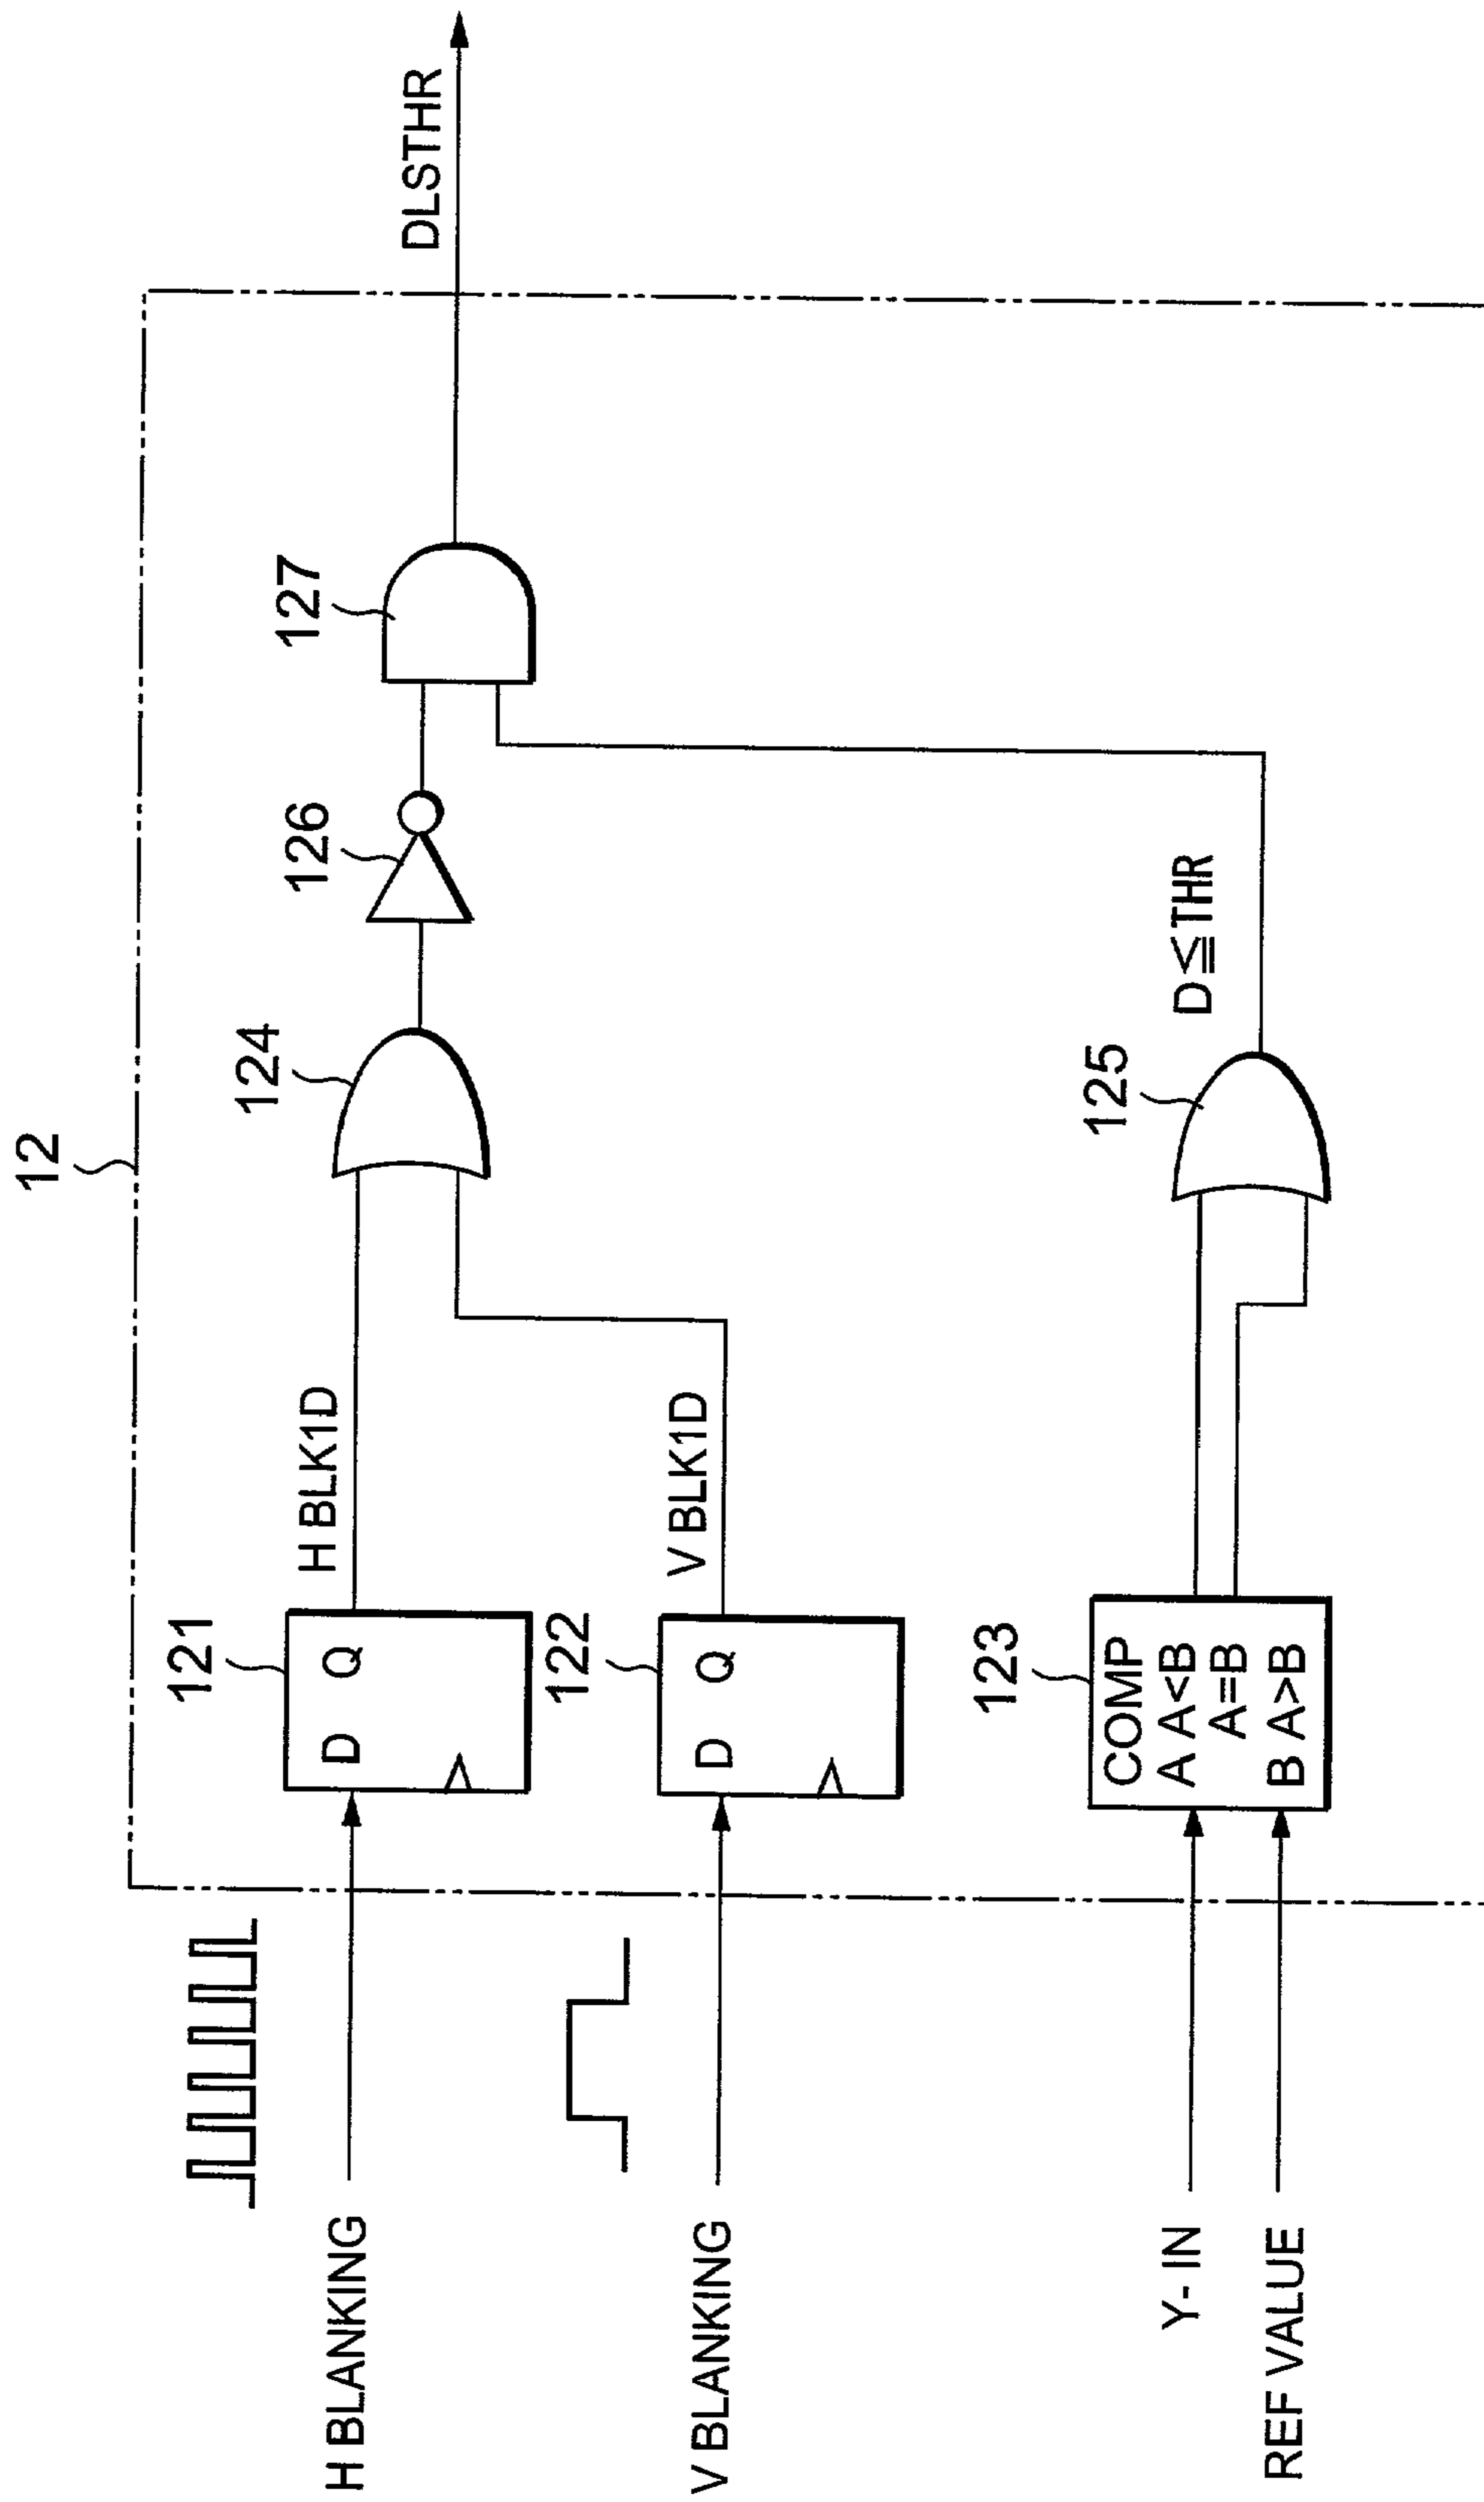 12
H BLANKING
121
D Q
H BLK1D
124
126
127
DLSTHR
V BLANKING
122
D Q
V BLK1D
Y-IN
REF VALUE
123
COMP
A A<B
A=B
B A>B
125
D≦THR